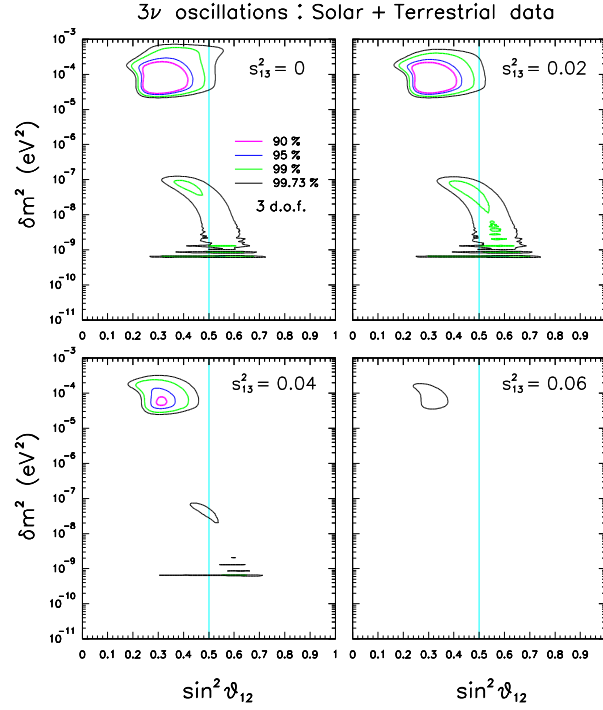 3ν oscillations : Solar + Terrestrial data
s²₁₃ = 0
s²₁₃ = 0.02
10⁻³
10⁻⁴
10⁻⁵
10⁻⁶
10⁻⁷
10⁻⁸
10⁻⁹
10⁻¹⁰
10⁻¹¹
δm² (eV²)
90 %
95 %
99 %
99.73 %
3 d.o.f.
0 0.1 0.2 0.3 0.4 0.5 0.6 0.7 0.8 0.9 1
0 0.1 0.2 0.3 0.4 0.5 0.6 0.7 0.8 0.9
s²₁₃ = 0.04
s²₁₃ = 0.06
10⁻³
10⁻⁴
10⁻⁵
10⁻⁶
10⁻⁷
10⁻⁸
10⁻⁹
10⁻¹⁰
10⁻¹¹
δm² (eV²)
0 0.1 0.2 0.3 0.4 0.5 0.6 0.7 0.8 0.9
0 0.1 0.2 0.3 0.4 0.5 0.6 0.7 0.8 0.9
sin² ϑ₁₂
sin² ϑ₁₂